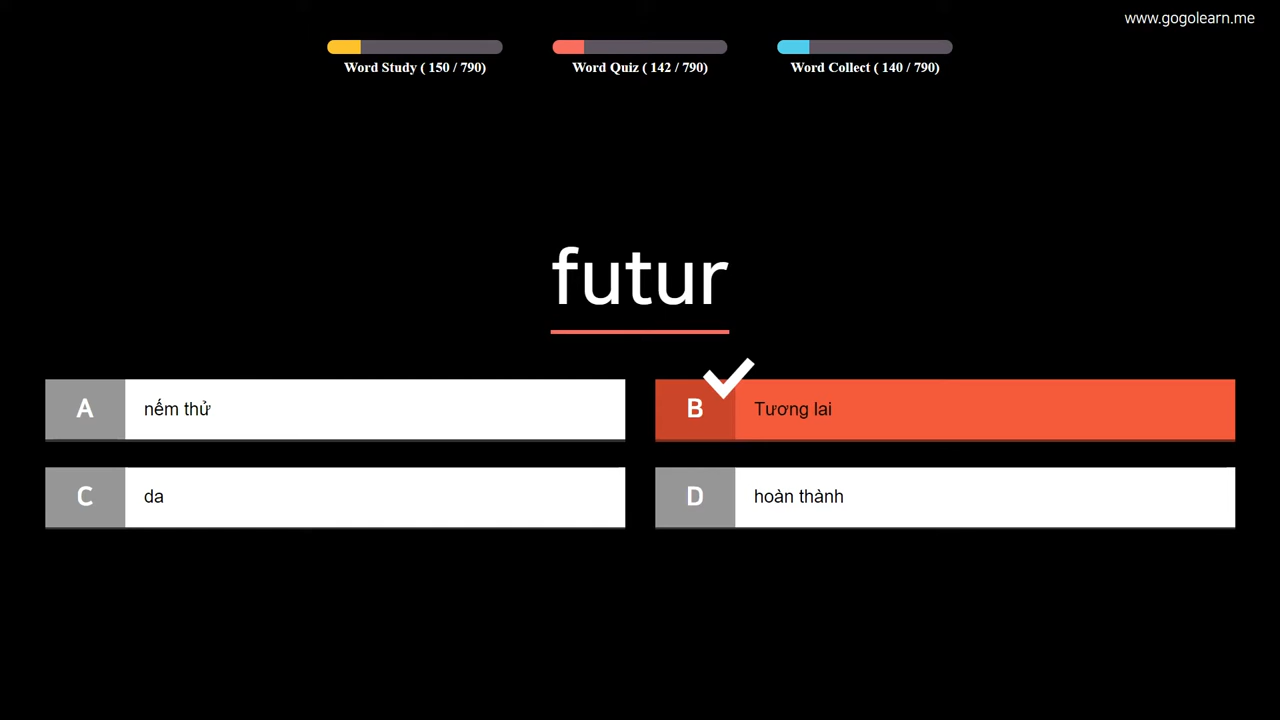 www.gogolearn.me
Word Study ( 150 / 790)
Word Quiz ( 142 / 790)
Word Collect ( 140 / 790)
futur
A nếm thử
B Tương lai
C da
D hoàn thành